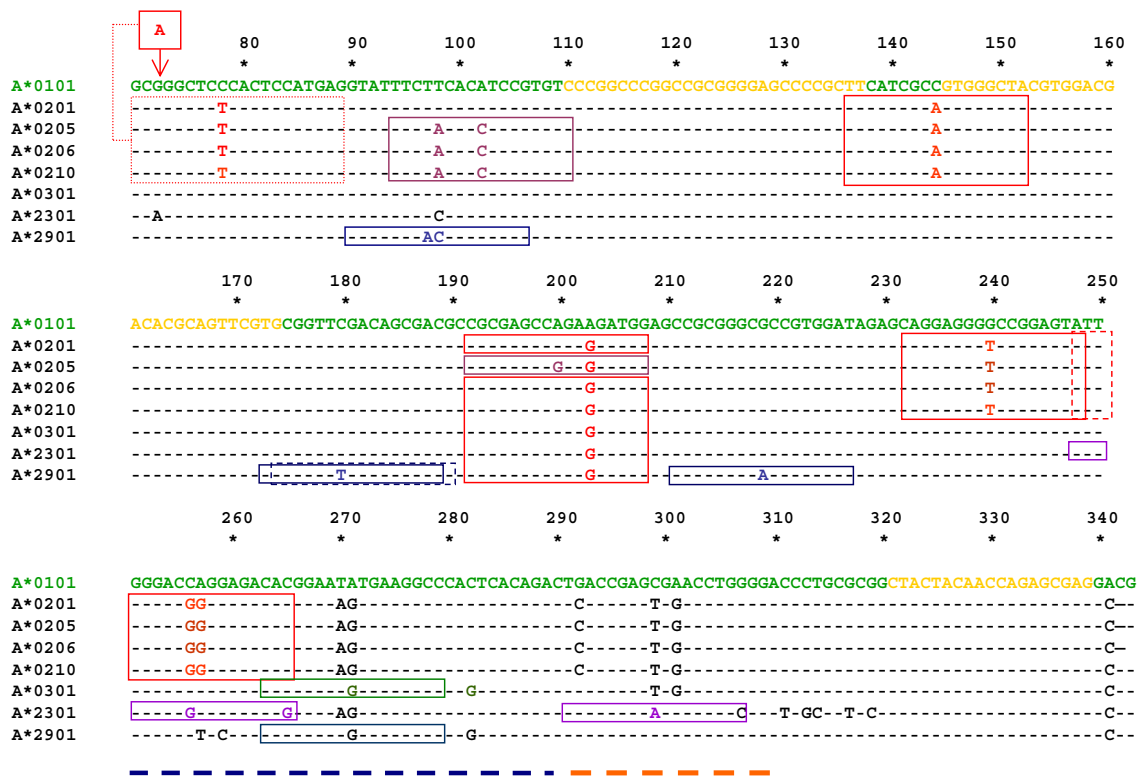 A
80 90 100 110 120 130 140 150 160
* * * * * * * * *
A*0101 GCGGGCTCCCACTCCATGAGGTATTTCTTCACATCCGTGTCCCGGCCCGGCCGCGGGGAGCCCCGCTTCATCGCCGTGGGCTACGTGGACG
A*0201 --------T-----------------------------------------------------------------A----------------
A*0205 --------T-------------------A---C-----------------------------------------A----------------
A*0206 --------T-------------------A---C-----------------------------------------A----------------
A*0210 --------T-------------------A---C-----------------------------------------A----------------
A*0301 -------------------------------------------------------------------------------------------
A*2301 --A-------------------------C--------------------------------------------------------------
A*2901 ---------------------------AC--------------------------------------------------------------
170 180 190 200 210 220 230 240 250
* * * * * * * * *
A*0101 ACACGCAGTTCGTGCGGTTCGACAGCGACGCCGCGAGCCAGAAGATGGAGCCGCGGGCGCCGTGGATAGAGCAGGAGGGGCCGGAGTATT
A*0201 ------------------------------------------G------------------------------------T----------
A*0205 ---------------------------------------G--G------------------------------------T----------
A*0206 ------------------------------------------G------------------------------------T----------
A*0210 ------------------------------------------G------------------------------------T----------
A*0301 ------------------------------------------G-----------------------------------------------
A*2301 ------------------------------------------G-----------------------------------------------
A*2901 -------------------T----------------------G---------------A-------------------------------
260 270 280 290 300 310 320 330 340
* * * * * * * * *
A*0101 GGGACCAGGAGACACGGAATATGAAGGCCCACTCACAGACTGACCGAGCGAACCTGGGGACCCTGCGCGGCTACTACAACCAGAGCGAGGACG
A*0201 -----GG------------AG--------------------C------T-G---------------------------------------C--
A*0205 -----GG------------AG--------------------C------T-G---------------------------------------C--
A*0206 -----GG------------AG--------------------C------T-G---------------------------------------C--
A*0210 -----GG------------AG--------------------C------T-G---------------------------------------C--
A*0301 --------------------G----------G----------------T-G---------------------------------------C--
A*2301 -----G--------G----AG---------------------------A-------C---T-GC--T-G---------------------C--
A*2901 ------T-C-----------G----------T----------------------------------------------------------C--